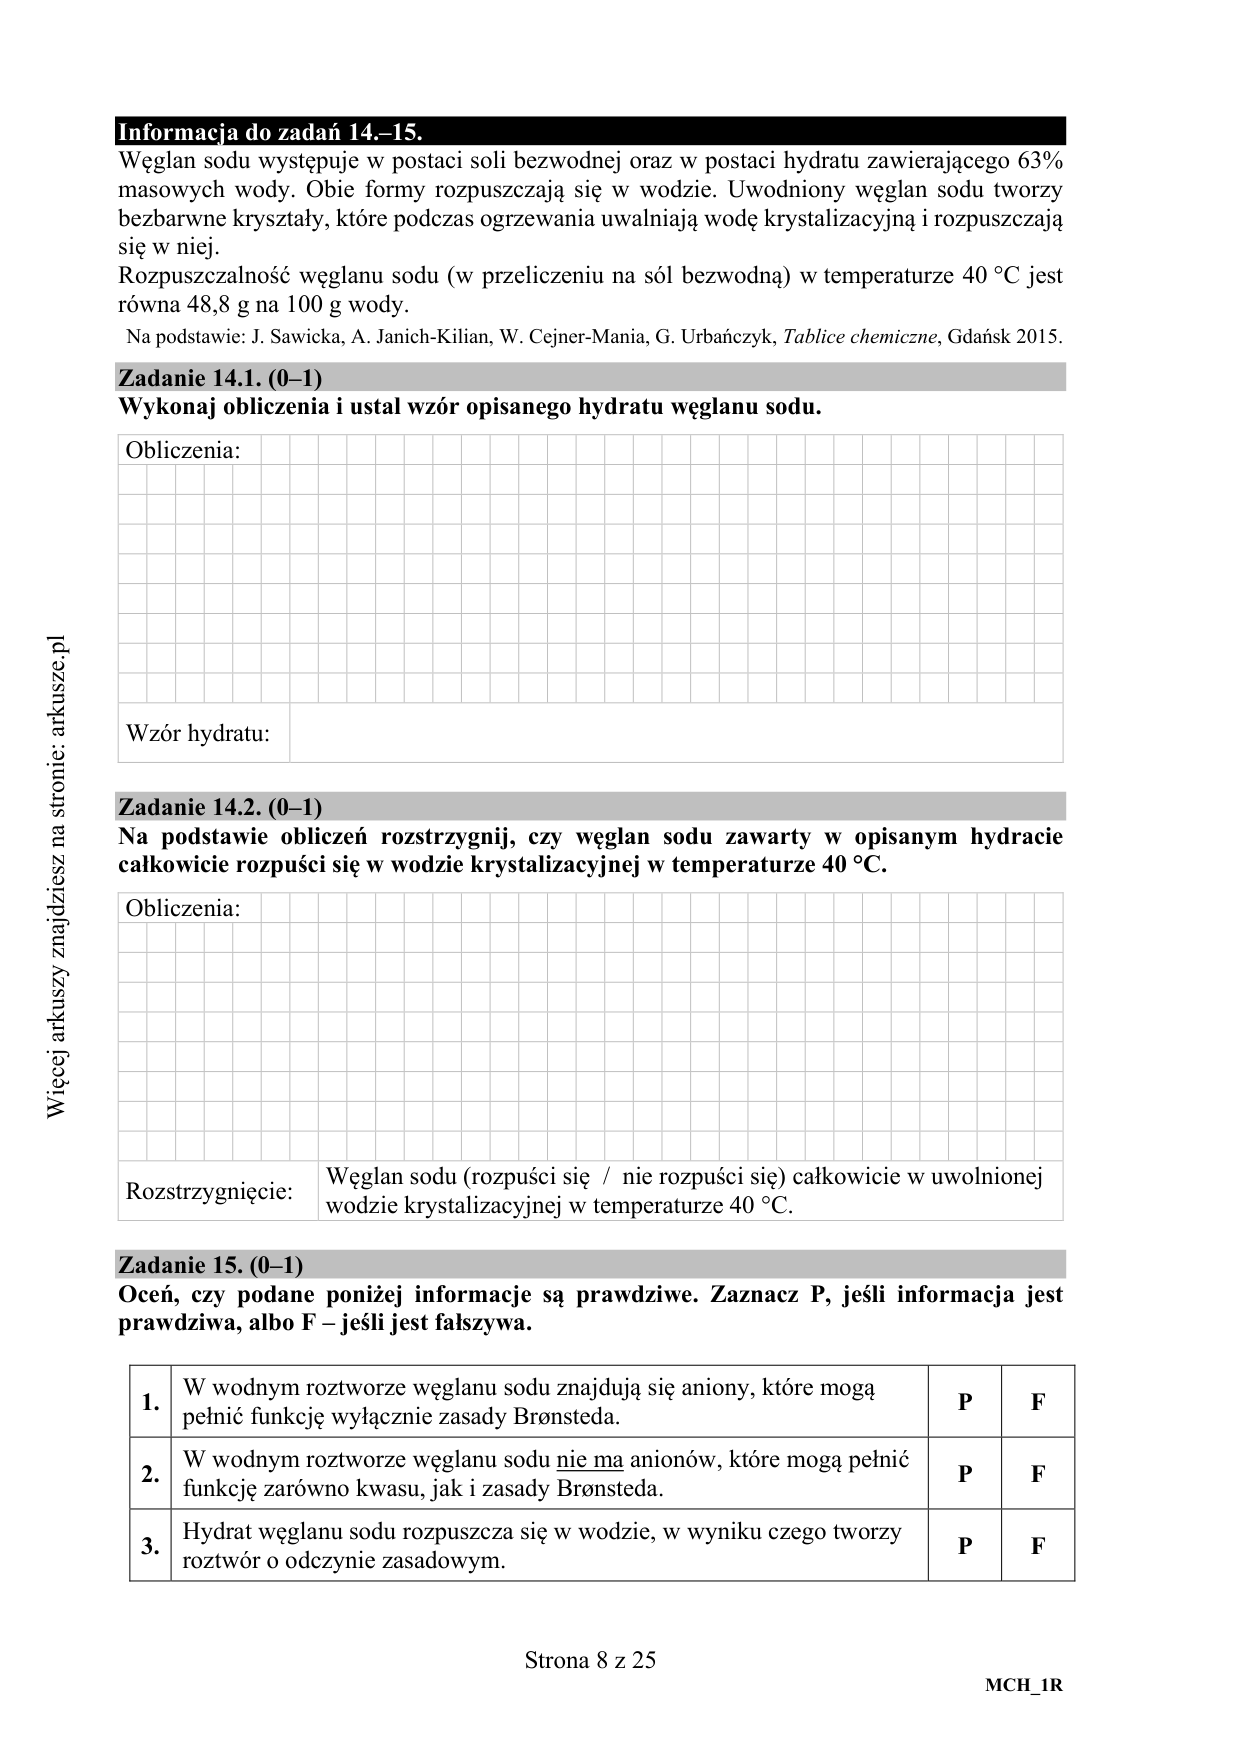 Informacja do zadań 14.–15.
Węglan sodu występuje w postaci soli bezwodnej oraz w postaci hydratu zawierającego 63%
masowych wody. Obie formy rozpuszczają się w wodzie. Uwodniony węglan sodu tworzy
bezbarwne kryształy, które podczas ogrzewania uwalniają wodę krystalizacyjną i rozpuszczają
się w niej.
Rozpuszczalność węglanu sodu (w przeliczeniu na sól bezwodną) w temperaturze 40 °C jest
równa 48,8 g na 100 g wody.
Na podstawie: J. Sawicka, A. Janich-Kilian, W. Cejner-Mania, G. Urbańczyk, Tablice chemiczne, Gdańsk 2015.
Zadanie 14.1. (0–1)
Wykonaj obliczenia i ustal wzór opisanego hydratu węglanu sodu.
Obliczenia:
Wzór hydratu:
Zadanie 14.2. (0–1)
Na podstawie obliczeń rozstrzygnij, czy węglan sodu zawarty w opisanym hydracie
całkowicie rozpuści się w wodzie krystalizacyjnej w temperaturze 40 °C.
Obliczenia:
Rozstrzygnięcie:
Węglan sodu (rozpuści się / nie rozpuści się) całkowicie w uwolnionej
wodzie krystalizacyjnej w temperaturze 40 °C.
Zadanie 15. (0–1)
Oceń, czy podane poniżej informacje są prawdziwe. Zaznacz P, jeśli informacja jest
prawdziwa, albo F – jeśli jest fałszywa.
1. W wodnym roztworze węglanu sodu znajdują się aniony, które mogą P F
pełnić funkcję wyłącznie zasady Brønsteda.
2. W wodnym roztworze węglanu sodu nie ma anionów, które mogą pełnić P F
funkcję zarówno kwasu, jak i zasady Brønsteda.
3. Hydrat węglanu sodu rozpuszcza się w wodzie, w wyniku czego tworzy P F
roztwór o odczynie zasadowym.
Strona 8 z 25
MCH_1R
Więcej arkuszy znajdziesz na stronie: arkusze.pl